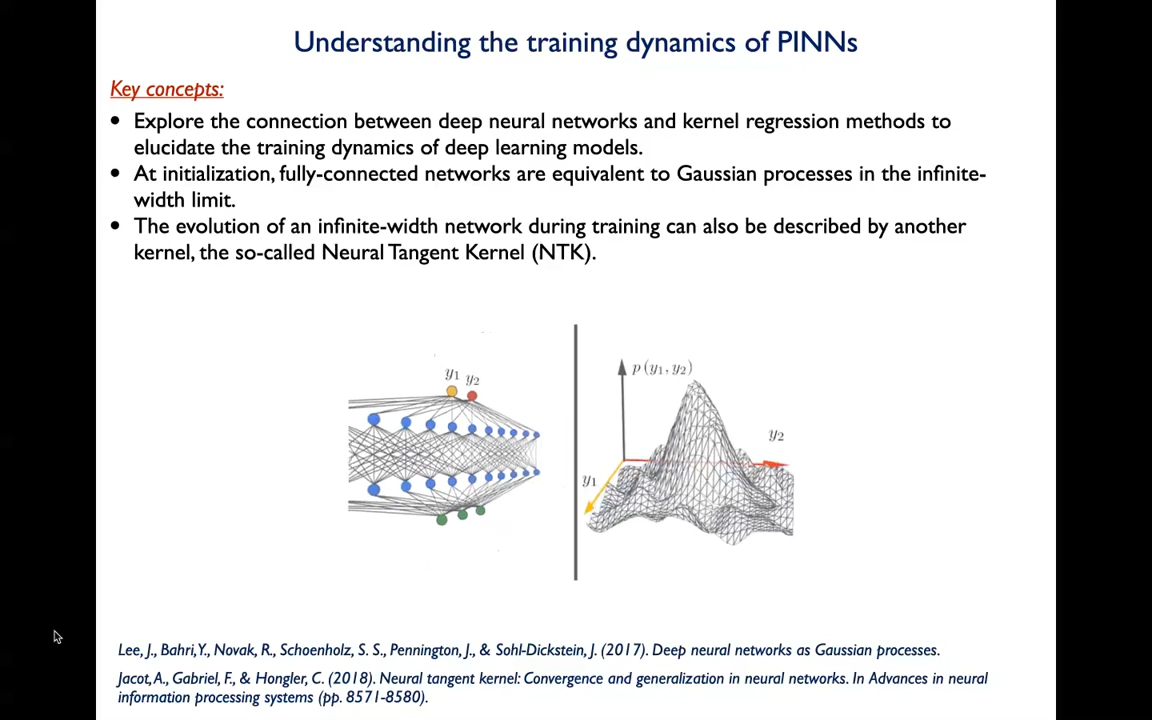 Understanding the training dynamics of PINNs
Key concepts:
• Explore the connection between deep neural networks and kernel regression methods to
elucidate the training dynamics of deep learning models.
• At initialization, fully-connected networks are equivalent to Gaussian processes in the infinite-
width limit.
• The evolution of an infinite-width network during training can also be described by another
kernel, the so-called Neural Tangent Kernel (NTK).
y1 y2
p(y1, y2)
y2
y1
Lee, J., Bahri, Y., Novak, R., Schoenholz, S. S., Pennington, J., & Sohl-Dickstein, J. (2017). Deep neural networks as Gaussian processes.
Jacot, A., Gabriel, F., & Hongler, C. (2018). Neural tangent kernel: Convergence and generalization in neural networks. In Advances in neural
information processing systems (pp. 8571-8580).